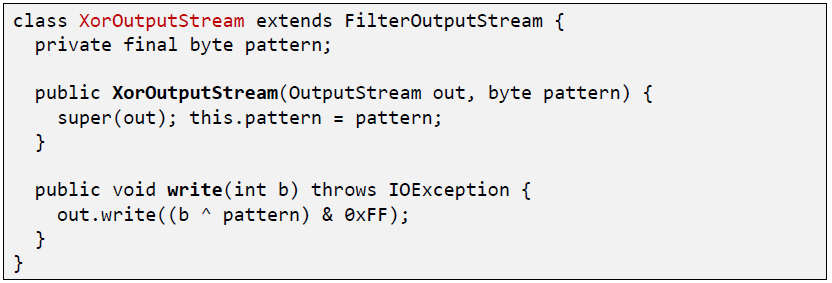 class XorOutputStream extends FilterOutputStream {
  private final byte pattern;

  public XorOutputStream(OutputStream out, byte pattern) {
    super(out); this.pattern = pattern;
  }

  public void write(int b) throws IOException {
    out.write((b ^ pattern) & 0xFF);
  }
}